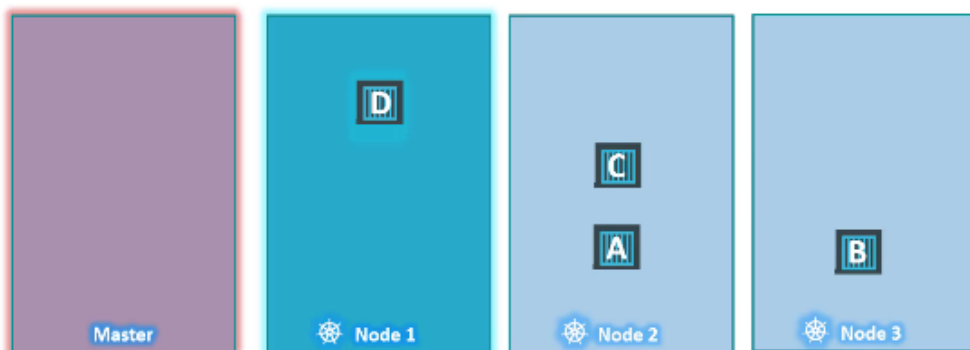 D
C
A
B
Master
Node 1
Node 2
Node 3